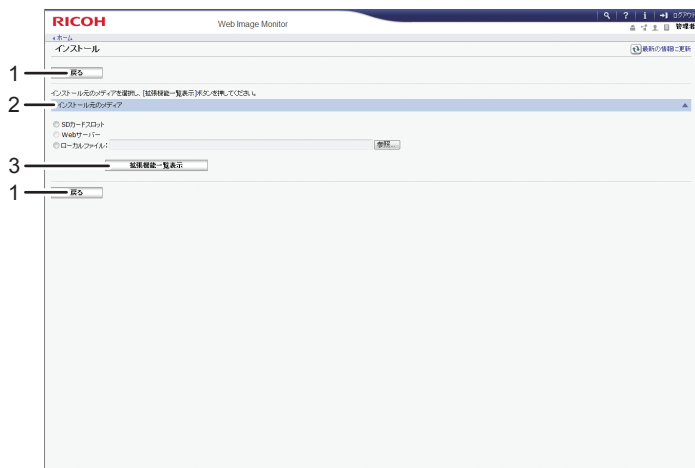 RICOH
Web Image Monitor
? i ログアウト
ホーム
管理者
インストール
最新の情報に更新
1 戻る
インストール元のメディアを選択し、[拡張機能一覧表示]ボタンを押してください。
2 インストール元のメディア
SDカードスロット
Webサーバー
ローカルファイル: 参照...
3 拡張機能一覧表示
1 戻る